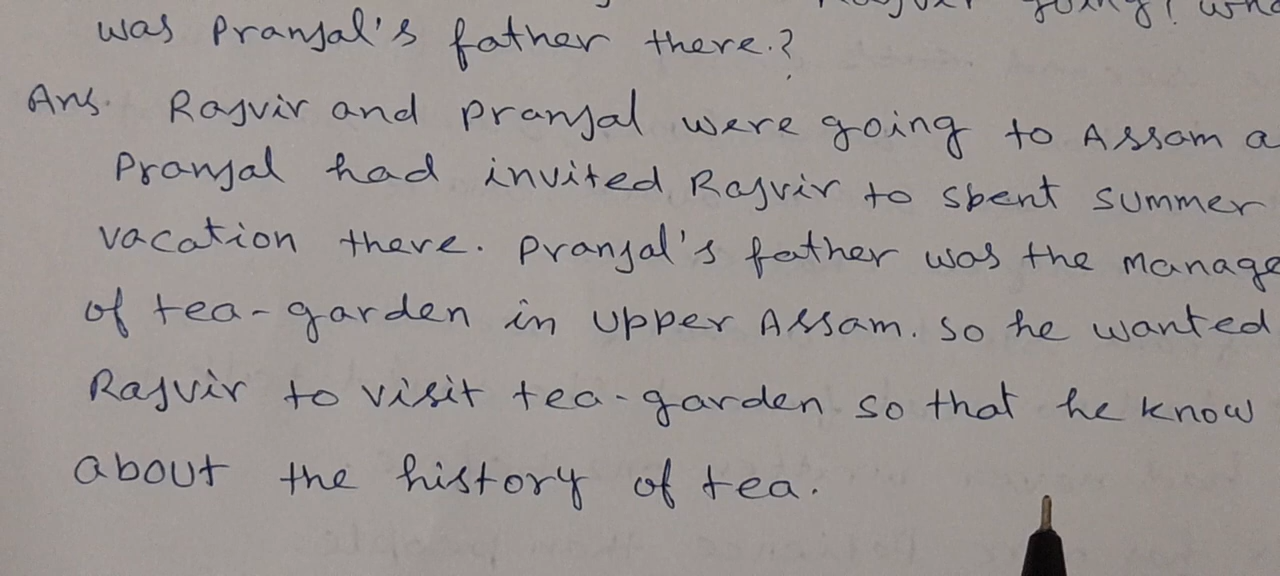 going? who
was Pranjal's father there.?
Ans. Rajvir and Pranjal were going to Assam a
Pranjal had invited Rajvir to spent summer
vacation there. Pranjal's father was the manage
of tea-garden in upper Assam. so he wanted
Rajvir to visit tea-garden so that he know
about the history of tea.